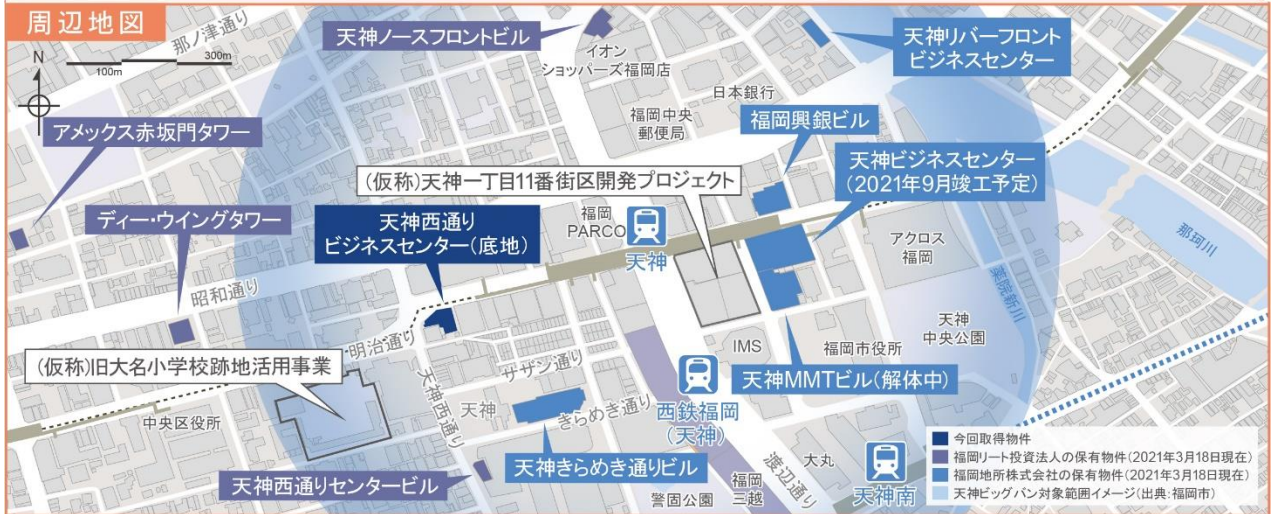 周辺地図
N
100m
300m
那の津通り
天神ノースフロントビル
イオン
ショッパーズ福岡店
天神リバーフロント
ビジネスセンター
日本銀行
福岡中央
郵便局
福岡興銀ビル
アメックス赤坂門タワー
天神ビジネスセンター
(2021年9月竣工予定)
(仮称)天神一丁目11番街区開発プロジェクト
ディー・ウイングタワー
天神西通り
ビジネスセンター(底地)
福岡
PARCO
天神
アクロス
福岡
那珂川
薬院新川
昭和通り
明治通り
天神
中央公園
IMS
福岡市役所
(仮称)旧大名小学校跡地活用事業
サザン通り
天神MMTビル(解体中)
天神西通り
天神
きらめき通り
西鉄福岡
(天神)
中央区役所
天神きらめき通りビル
天神西通りセンタービル
警固公園
福岡
三越
渡辺通り
大丸
天神南
今回取得物件
福岡リート投資法人の保有物件(2021年3月18日現在)
福岡地所株式会社の保有物件(2021年3月18日現在)
天神ビッグバン対象範囲イメージ(出典:福岡市)